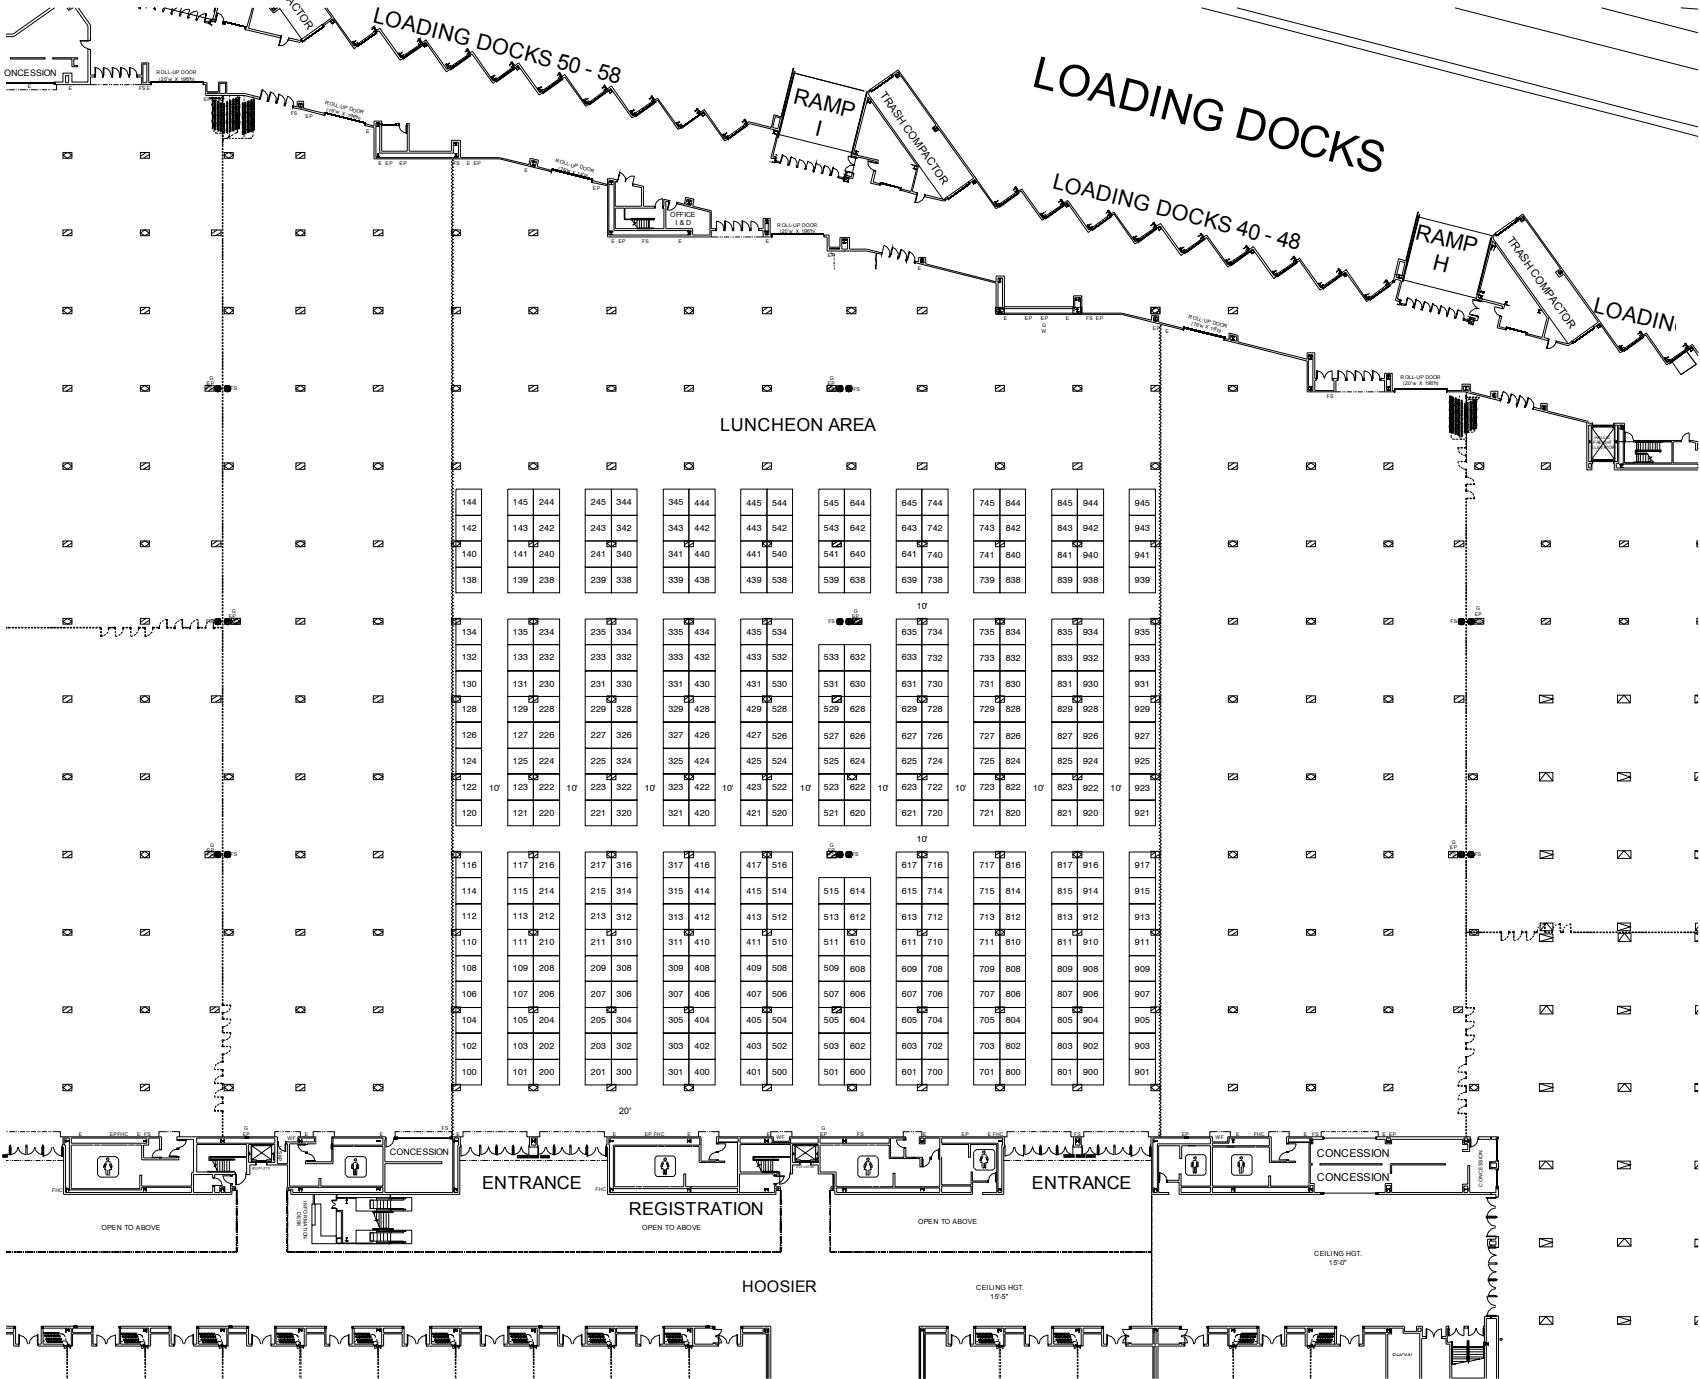 ACTOR
LOADING DOCKS 50 - 58
LOADING DOCKS
ONCESSION
ROLL-UP DOOR
RAMP
I
TRASH COMPACTOR
LOADING DOCKS 40 - 48
ROLL-UP DOOR
ROLL-UP DOOR
OFFICE
I & D
ROLL-UP DOOR
(20'w X 198'h)
RAMP
H
TRASH COMPACTOR
LOADIN
ROLL-UP DOOR
ROLL-UP DOOR
(20'w X 198'h)
LUNCHEON AREA
144 145 244 245 344 345 444 445 544 545 644 645 744 745 844 845 944 945
142 143 242 243 342 343 442 443 542 543 642 643 742 743 842 843 942 943
140 141 240 241 340 341 440 441 540 541 640 641 740 741 840 841 940 941
138 139 238 239 338 339 438 439 538 539 638 639 738 739 838 839 938 939
10'
134 135 234 235 334 335 434 435 534 635 734 735 834 835 934 935
132 133 232 233 332 333 432 433 532 533 632 633 732 733 832 833 932 933
130 131 230 231 330 331 430 431 530 531 630 631 730 731 830 831 930 931
128 129 228 229 328 329 428 429 528 529 628 629 728 729 828 829 928 929
126 127 226 227 326 327 426 427 526 527 626 627 726 727 826 827 926 927
124 125 224 225 324 325 424 425 524 525 624 625 724 725 824 825 924 925
122 10' 123 222 10' 223 322 10' 323 422 10' 423 522 10' 523 622 10' 623 722 10' 723 822 10' 823 922 10' 923
120 121 220 221 320 321 420 421 520 521 620 621 720 721 820 821 920 921
10'
116 117 216 217 316 317 416 417 516 617 716 717 816 817 916 917
114 115 214 215 314 315 414 415 514 515 614 615 714 715 814 815 914 915
112 113 212 213 312 313 412 413 512 513 612 613 712 713 812 813 912 913
110 111 210 211 310 311 410 411 510 511 610 611 710 711 810 811 910 911
108 109 208 209 308 309 408 409 508 509 608 609 708 709 808 809 908 909
106 107 206 207 306 307 406 407 506 507 606 607 706 707 806 807 906 907
104 105 204 205 304 305 404 405 504 505 604 605 704 705 804 805 904 905
102 103 202 203 302 303 402 403 502 503 602 603 702 703 802 803 902 903
100 101 200 201 300 301 400 401 500 501 600 601 700 701 800 801 900 901
20'
CONCESSION
CONCESSION
CONCESSION
CONCESSION
ENTRANCE
ENTRANCE
REGISTRATION
INFORMATION
DESK
OPEN TO ABOVE
OPEN TO ABOVE
OPEN TO ABOVE
CEILING HGT.
15'-0"
HOOSIER
CEILING HGT.
15'-5"